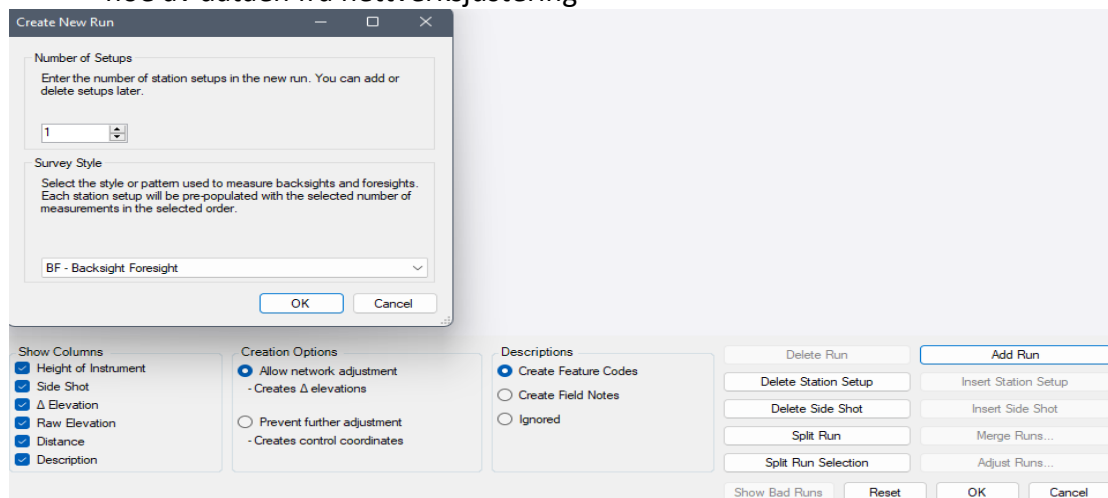 noe av dataen fra nettverksjustering
Create New Run
Number of Setups
Enter the number of station setups in the new run. You can add or
delete setups later.
1
Survey Style
Select the style or pattern used to measure backsights and foresights.
Each station setup will be pre-populated with the selected number of
measurements in the selected order.
BF - Backsight Foresight
OK
Cancel
Show Columns
Height of Instrument
Side Shot
Δ Elevation
Raw Elevation
Distance
Description
Creation Options
Allow network adjustment
- Creates Δ elevations
Prevent further adjustment
- Creates control coordinates
Descriptions
Create Feature Codes
Create Field Notes
Ignored
Delete Run
Add Run
Delete Station Setup
Insert Station Setup
Delete Side Shot
Insert Side Shot
Split Run
Merge Runs...
Split Run Selection
Adjust Runs...
Show Bad Runs
Reset
OK
Cancel